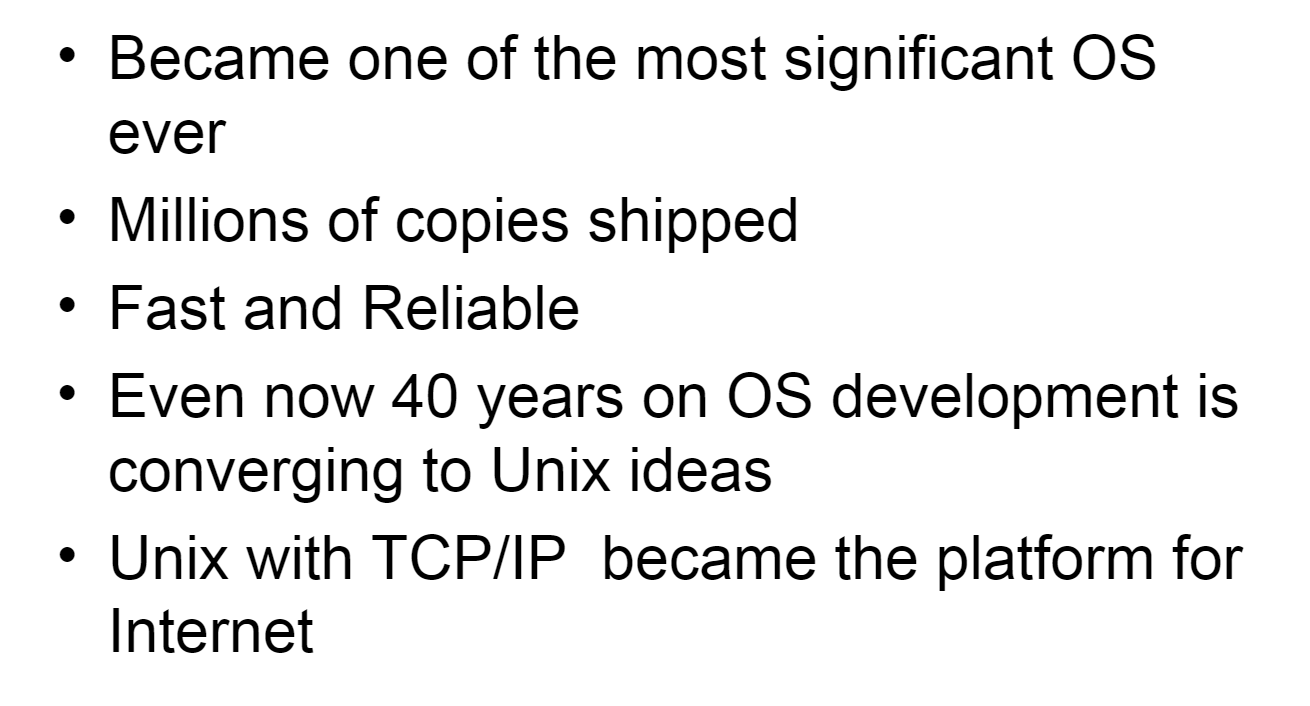 • Became one of the most significant OS
ever
• Millions of copies shipped
• Fast and Reliable
• Even now 40 years on OS development is
converging to Unix ideas
• Unix with TCP/IP  became the platform for
Internet